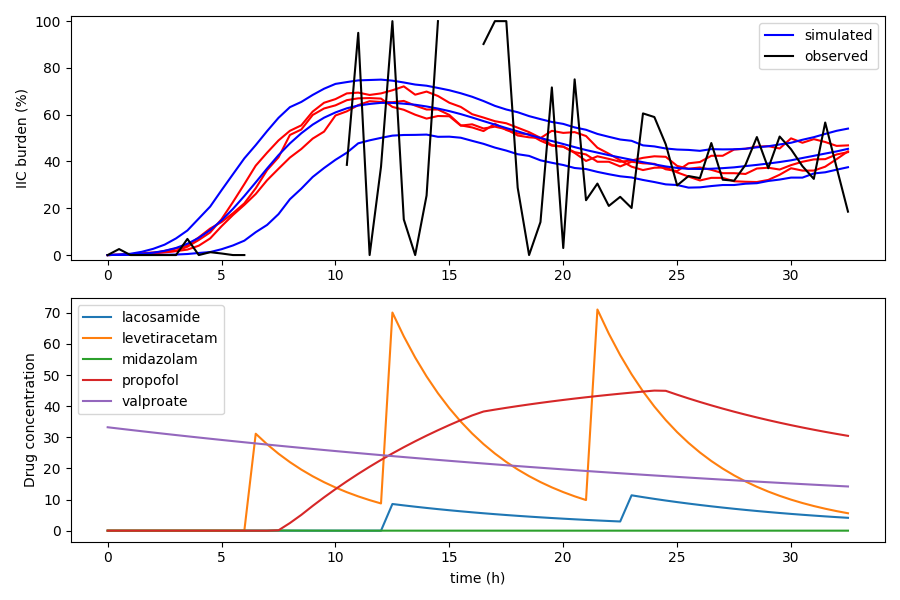 IIC burden (%)
100
80
60
40
20
0
simulated
observed
0 5 10 15 20 25 30
Drug concentration
70
60
50
40
30
20
10
0
lacosamide
levetiracetam
midazolam
propofol
valproate
0 5 10 15 20 25 30
time (h)